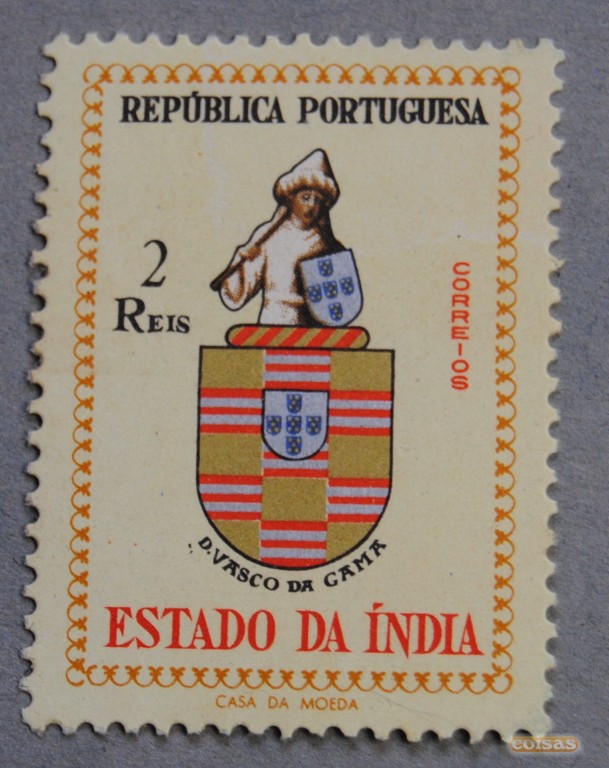 REPÚBLICA PORTUGUESA
2
REIS
CORREIOS
D. VASCO DA GAMA
ESTADO DA ÍNDIA
CASA DA MOEDA
coisas